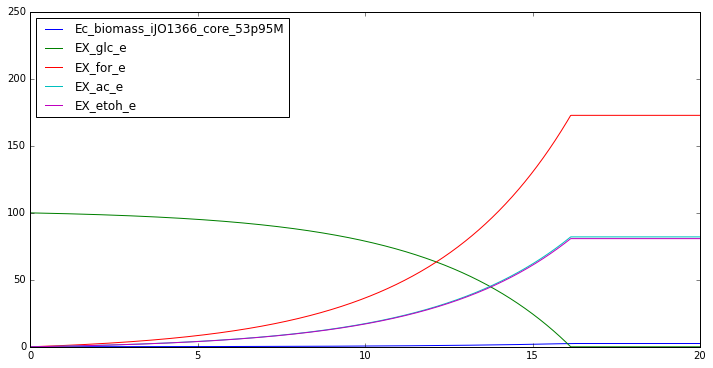 250
200
150
100
50
0
Ec_biomass_iJO1366_core_53p95M
EX_glc_e
EX_for_e
EX_ac_e
EX_etoh_e
0 5 10 15 20